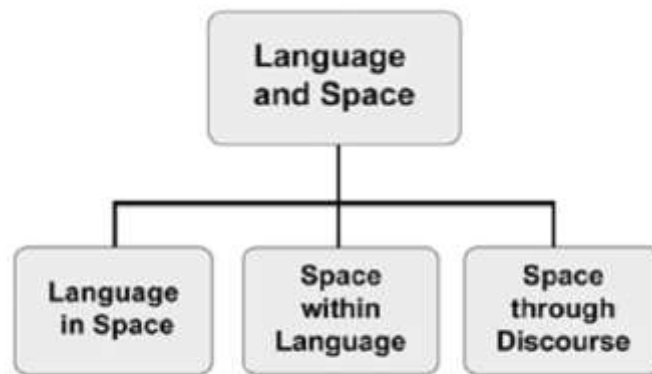 Language
and Space
Language
in Space
Space
within
Language
Space
through
Discourse